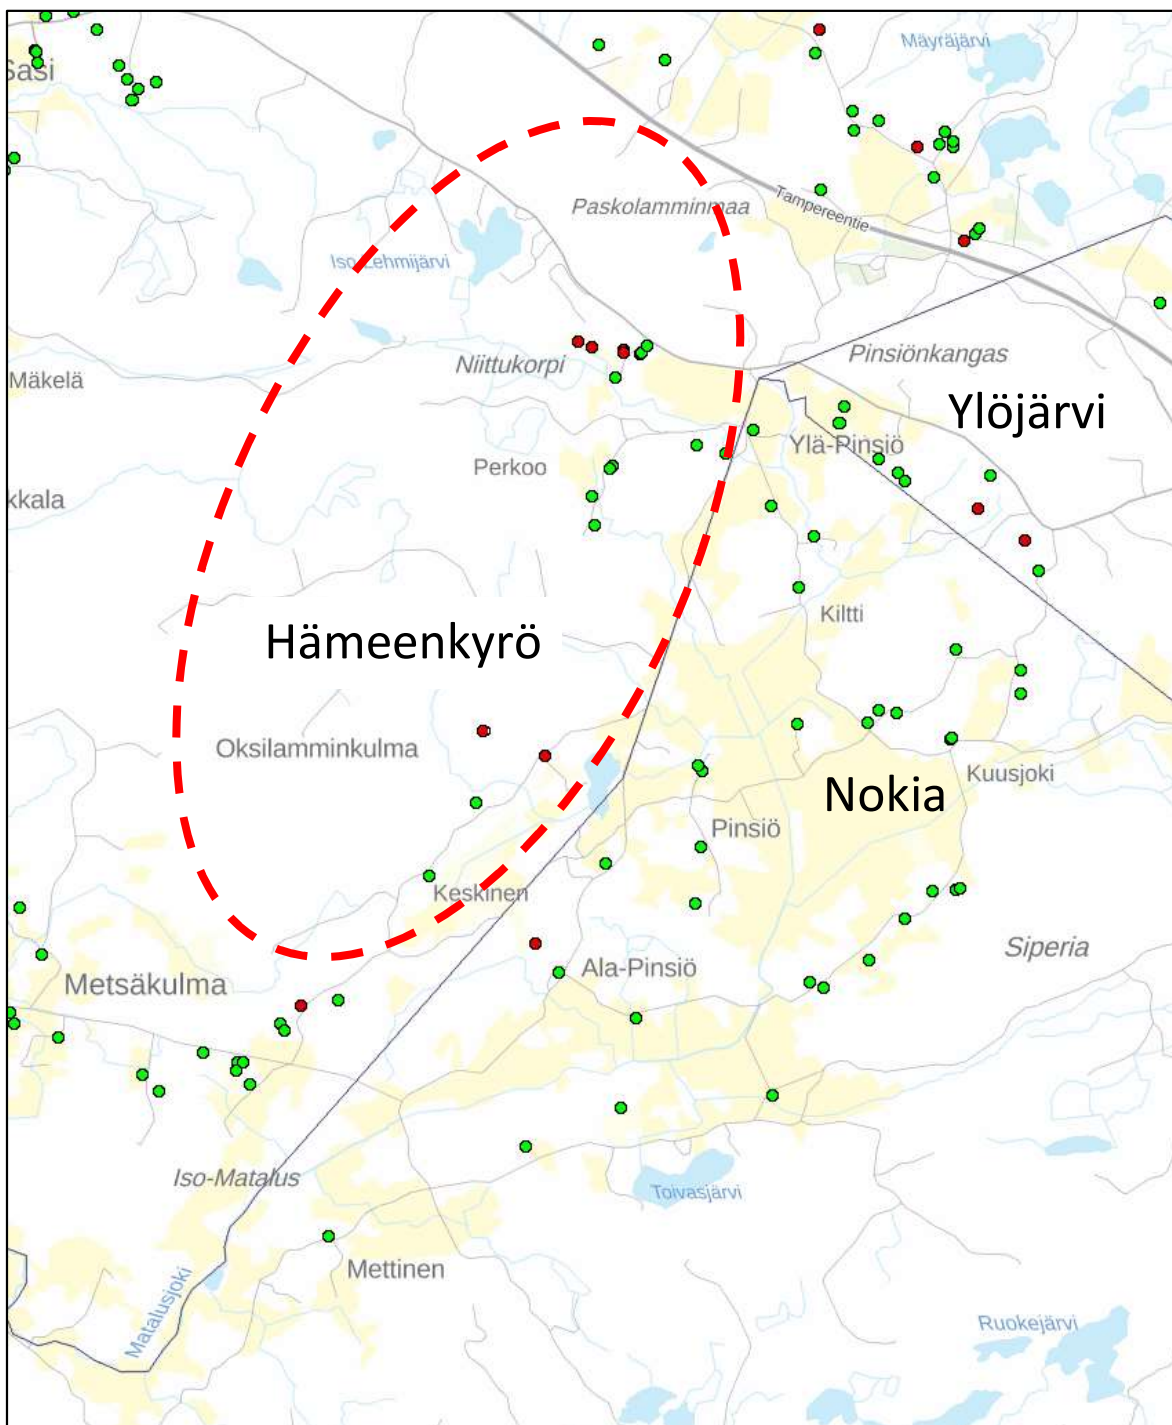 Mäyräjärvi
Sasi
Tampereentie
Paskolamminmaa
Iso-Lehmijärvi
Pinsiönkangas
Niittukorpi
Mäkelä
Ylöjärvi
Ylä-Pinsiö
Perkoo
kkala
Kiltti
Hämeenkyrö
Oksilamminkulma
Kuusjoki
Nokia
Pinsiö
Keskinen
Siperia
Ala-Pinsiö
Metsäkulma
Iso-Matalus
Toivasjärvi
Mettinen
Matalusjoki
Ruokejärvi